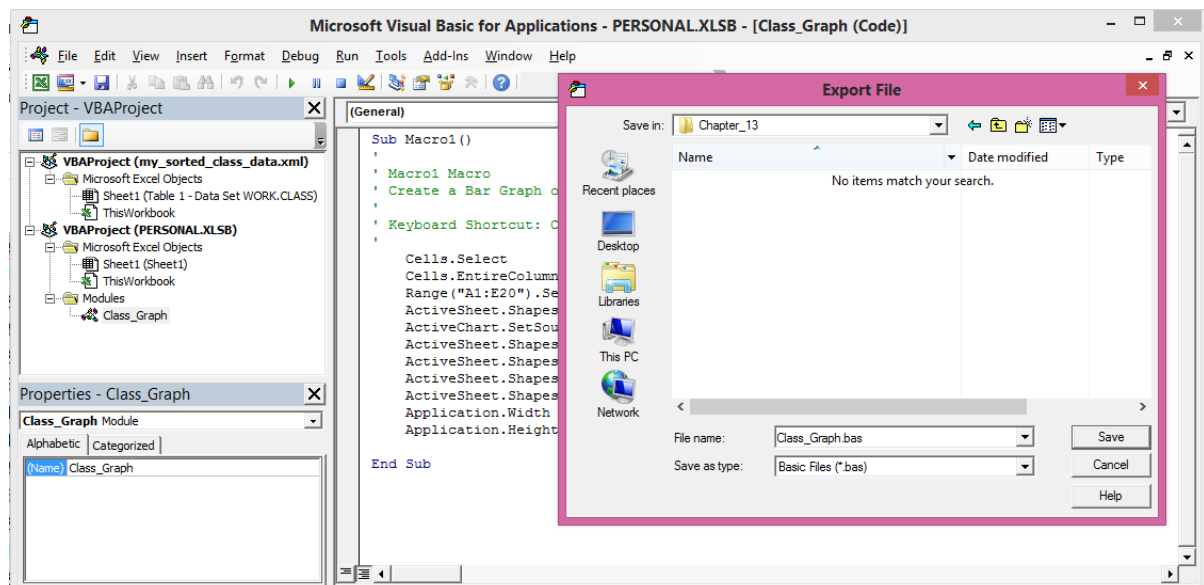 Microsoft Visual Basic for Applications - PERSONAL.XLSB - [Class_Graph (Code)]
File Edit View Insert Format Debug Run Tools Add-Ins Window Help
Project - VBAProject
VBAProject (my_sorted_class_data.xml)
Microsoft Excel Objects
Sheet1 (Table 1 - Data Set WORK.CLASS)
ThisWorkbook
VBAProject (PERSONAL.XLSB)
Microsoft Excel Objects
Sheet1 (Sheet1)
ThisWorkbook
Modules
Class_Graph
Properties - Class_Graph
Class_Graph Module
Alphabetic Categorized
(Name) Class_Graph
(General)
Sub Macro1()
'
' Macro1 Macro
' Create a Bar Graph
'
' Keyboard Shortcut:
'
Cells.Select
Cells.EntireColumn
Range("A1:E20").Se
ActiveSheet.Shapes
ActiveChart.SetSou
ActiveSheet.Shapes
ActiveSheet.Shapes
ActiveSheet.Shapes
ActiveSheet.Shapes
Application.Width
Application.Height
End Sub
Export File
Save in: Chapter_13
Recent places
Desktop
Libraries
This PC
Network
Name Date modified Type
No items match your search.
File name: Class_Graph.bas Save
Save as type: Basic Files (*.bas) Cancel
Help